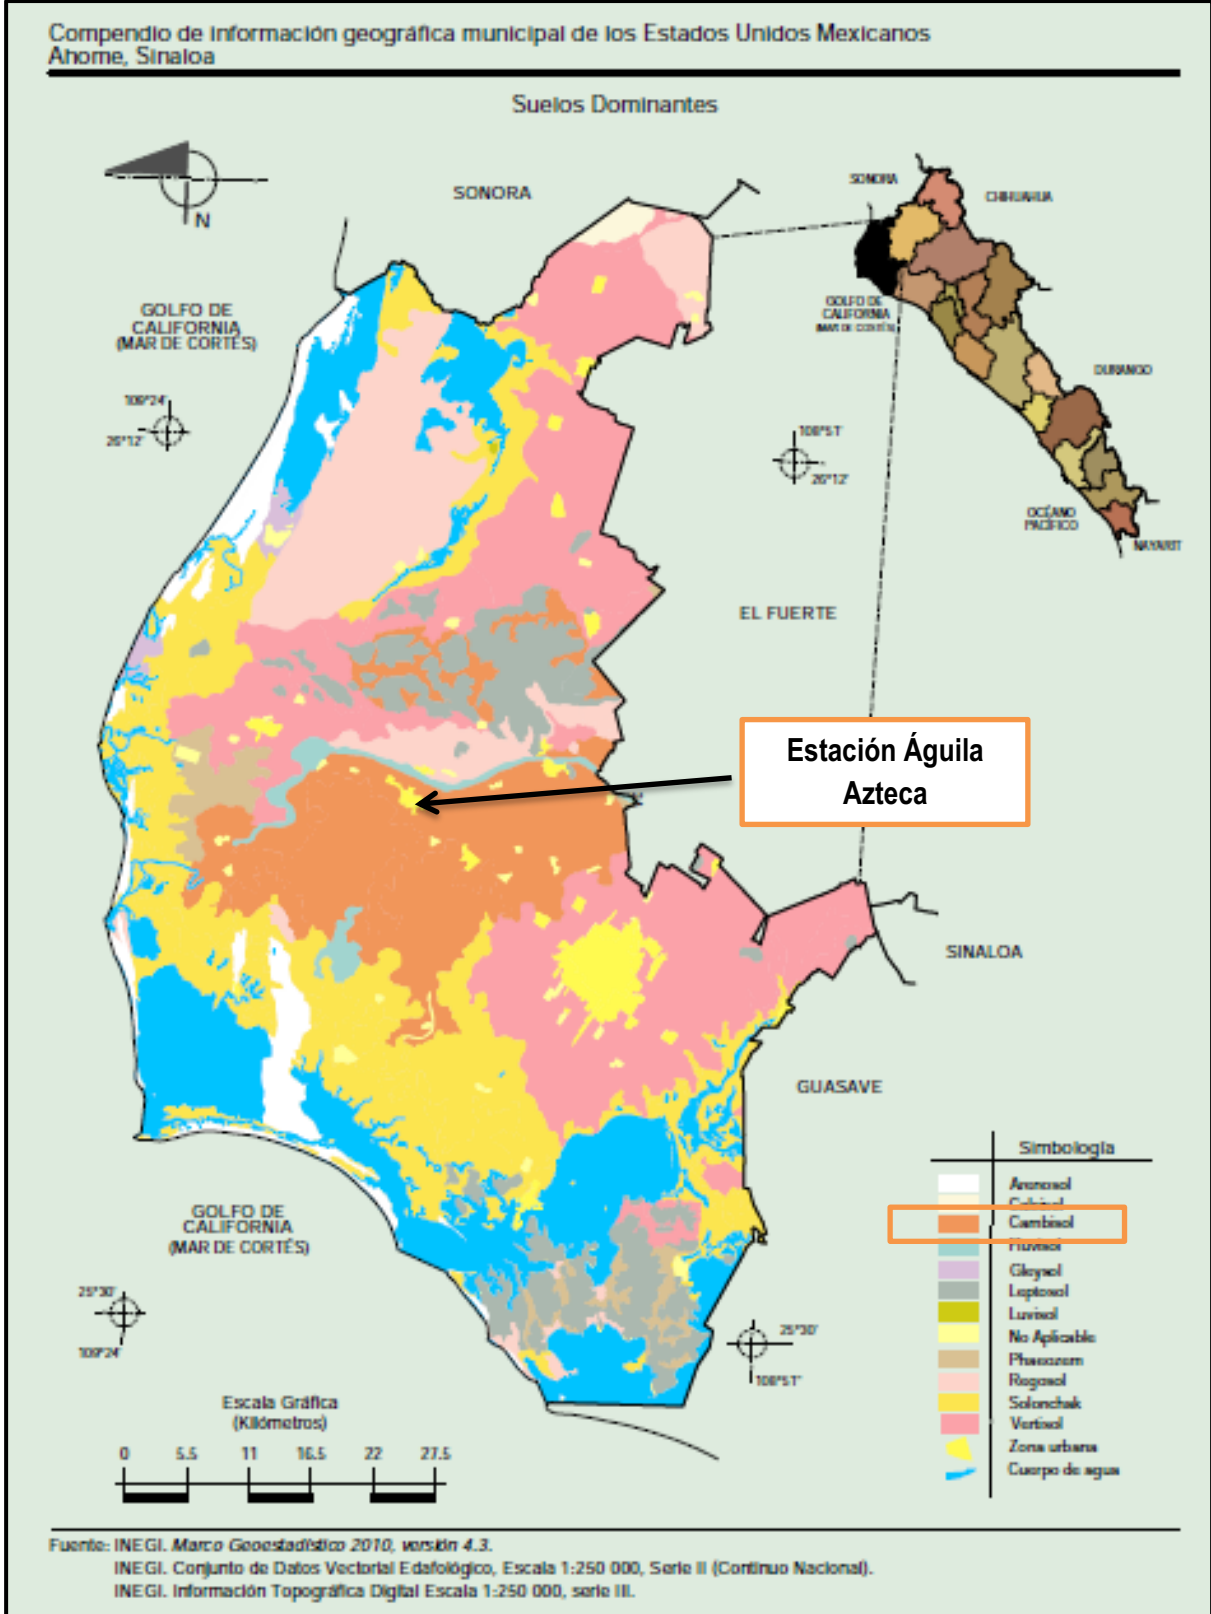 Compendio de información geográfica municipal de los Estados Unidos Mexicanos
Ahome, Sinaloa
Suelos Dominantes
N
SONORA
SONORA
CHIHUAHUA
GOLFO DE
CALIFORNIA
(MAR DE CORTÉS)
GOLFO DE
CALIFORNIA
(MAR DE CORTÉS)
DURANGO
109°24'
26°12'
108°51'
26°12'
OCÉANO
PACÍFICO
NAYARIT
EL FUERTE
Estación Águila
Azteca
SINALOA
GUASAVE
Simbología
Arenosol
Calcisol
Cambisol
Fluvisol
Gleysol
Leptosol
Luvisol
No Aplicable
Phaeozem
Regosol
Solonchak
Vertisol
Zona urbana
Cuerpo de agua
GOLFO DE
CALIFORNIA
(MAR DE CORTÉS)
25°30'
109°24'
25°30'
108°51'
Escala Gráfica
(Kilómetros)
0 5.5 11 16.5 22 27.5
Fuente: INEGI. Marco Geoestadístico 2010, versión 4.3.
INEGI. Conjunto de Datos Vectorial Edafológico, Escala 1:250 000, Serie II (Continuo Nacional).
INEGI. Información Topográfica Digital Escala 1:250 000, serie III.